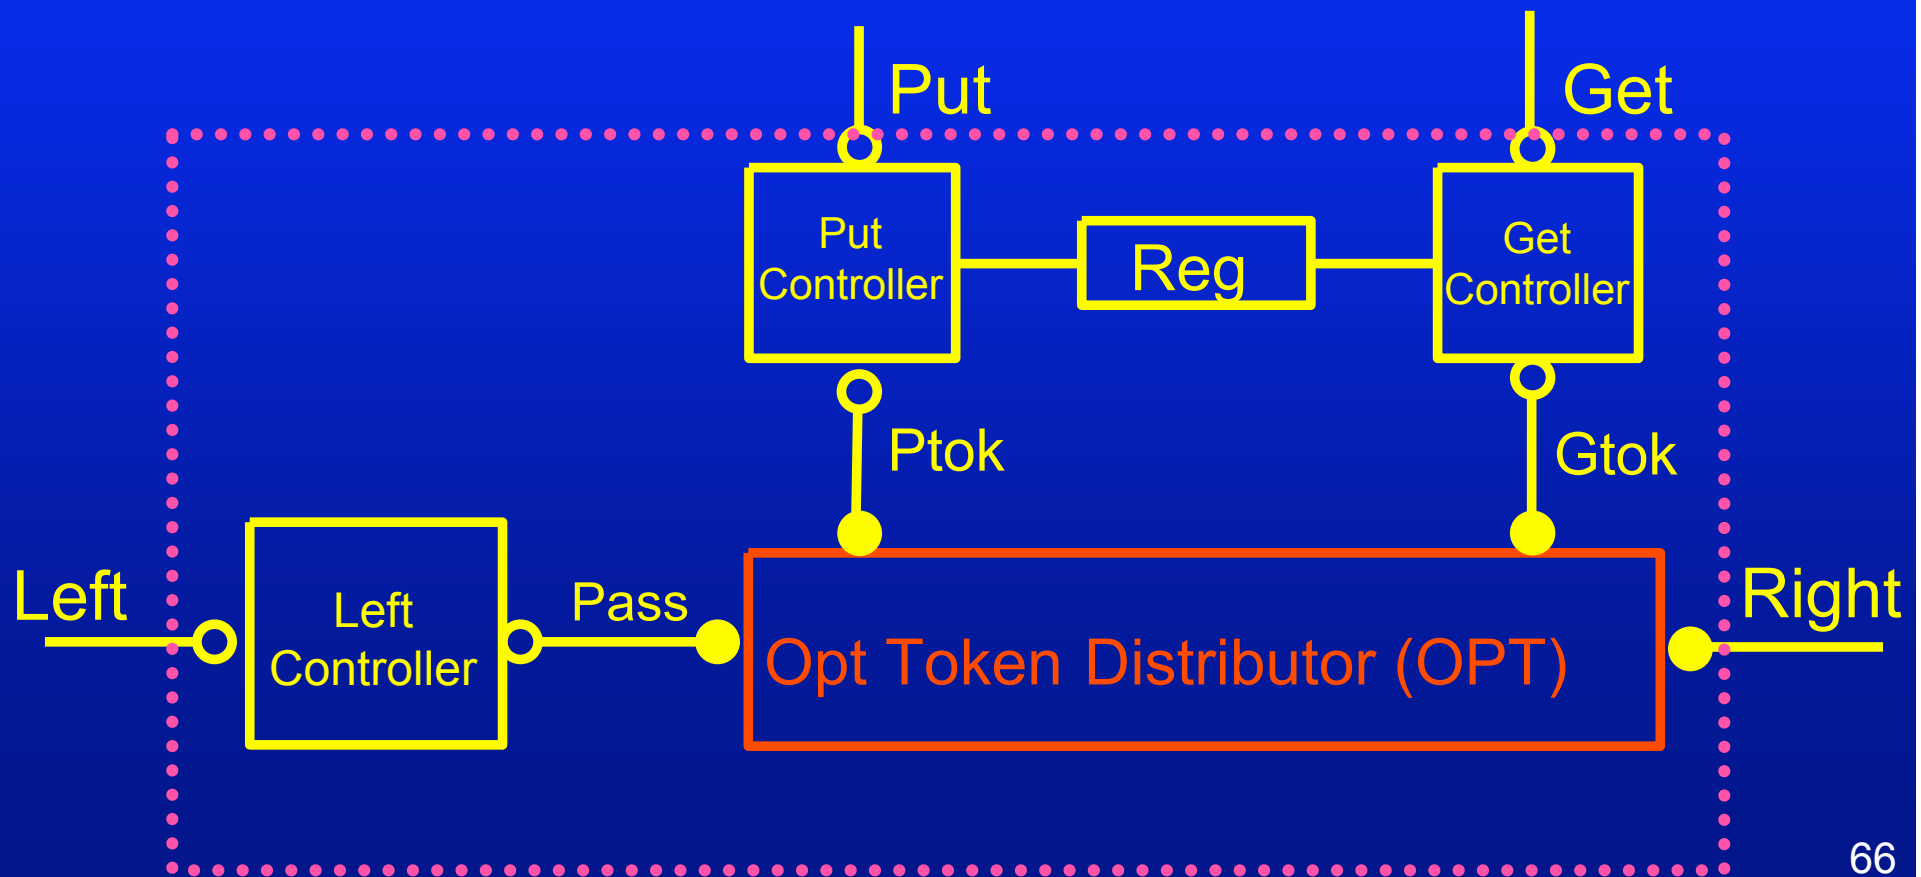 Put
Get
Put
Controller
Reg
Get
Controller
Ptok
Gtok
Left
Left
Controller
Pass
Opt Token Distributor (OPT)
Right
66